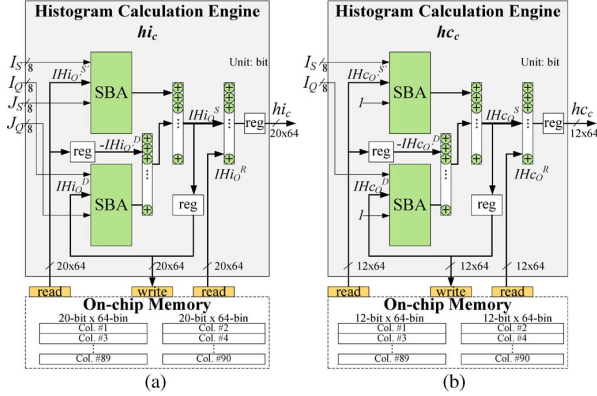 Histogram Calculation Engine
hi_c
Unit: bit
I_S 8
I_Q 8
J_S 8
J_Q 8
IHi_O'^S'
SBA
IHi_O^S
hi_c
reg
20x64
reg
-IHi_O'^D
IHi_O^D
SBA
IHi_O^R
reg
20x64
20x64
20x64
read
write
read
On-chip Memory
20-bit x 64-bin
20-bit x 64-bin
Col. #1
Col. #2
Col. #3
Col. #4
Col. #89
Col. #90
(a)
Histogram Calculation Engine
hc_c
Unit: bit
I_S 8
I_Q 8
IHc_O'^S'
SBA
1
IHc_O^S
hc_c
reg
12x64
reg
-IHc_O'^D
IHc_O^D
SBA
1
IHc_O^R
reg
12x64
12x64
12x64
read
write
read
On-chip Memory
12-bit x 64-bin
12-bit x 64-bin
Col. #1
Col. #2
Col. #3
Col. #4
Col. #89
Col. #90
(b)